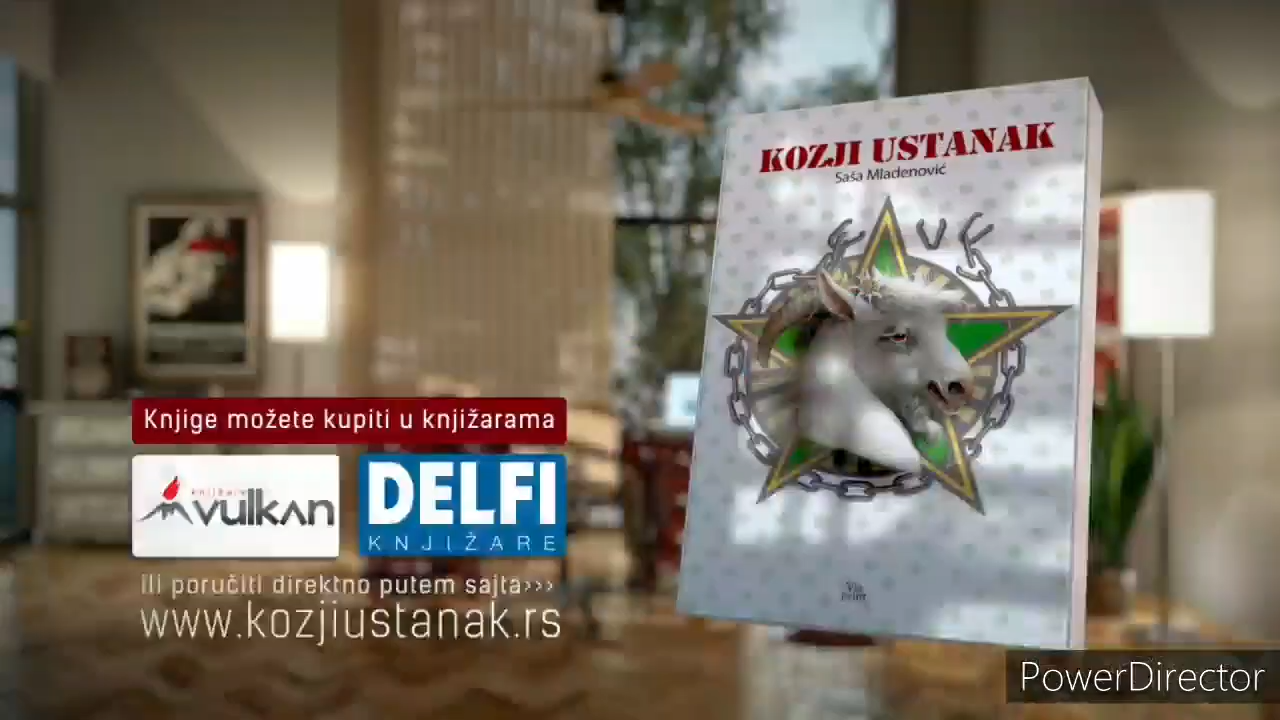 KOZJI USTANAK
Saša Mladenović
Knjige možete kupiti u knjižarama
knjižare
vulkan
DELFI
KNJIŽARE
ili poručiti direktno putem sajta>>>
www.kozjiustanak.rs
PowerDirector